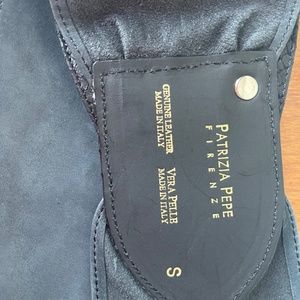 PATRIZIA PEPE
FIRENZE
VERA PELLE
MADE IN ITALY
GENUINE LEATHER
MADE IN ITALY
S